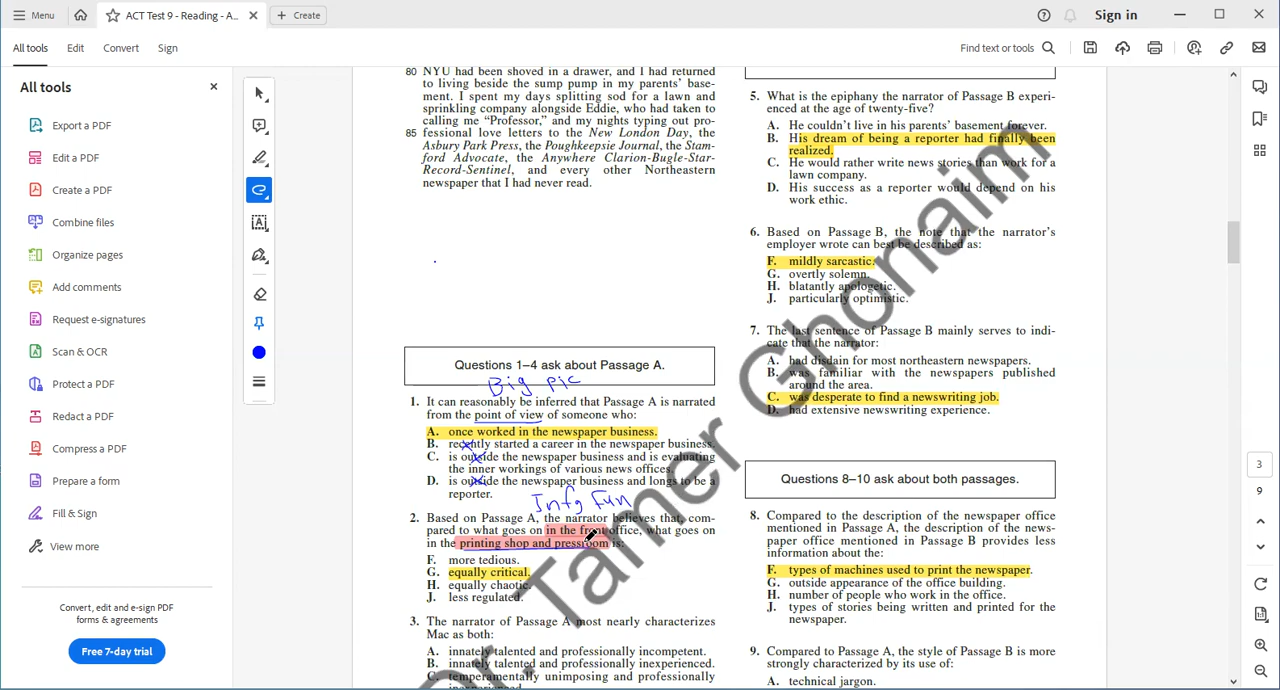 Menu
ACT Test 9 - Reading - A...
Create
Sign in
All tools
Edit
Convert
Sign
Find text or tools
All tools
Export a PDF
Edit a PDF
Create a PDF
Combine files
Organize pages
Add comments
Request e-signatures
Scan & OCR
Protect a PDF
Redact a PDF
Compress a PDF
Prepare a form
Fill & Sign
View more
Convert, edit and e-sign PDF
forms & agreements
Free 7-day trial
80 NYU had been shoved in a drawer, and I had returned
to living beside the sump pump in my parents' base-
ment. I spent my days splitting sod for a lawn and
sprinkling company alongside Eddie, who had taken to
calling me "Professor," and my nights typing out pro-
85 fessional love letters to the New London Day, the
Asbury Park Press, the Poughkeepsie Journal, the Stam-
ford Advocate, the Anywhere Clarion-Bugle-Star-
Record-Sentinel, and every other Northeastern
newspaper that I had never read.
Questions 1–4 ask about Passage A.
Big pic
1. It can reasonably be inferred that Passage A is narrated
from the point of view of someone who:
A. once worked in the newspaper business.
B. recently started a career in the newspaper business.
C. is outside the newspaper business and is evaluating
the inner workings of various news offices.
D. is outside the newspaper business and longs to be a
reporter.
Infg Fun
2. Based on Passage A, the narrator believes that, com-
pared to what goes on in the front office, what goes on
in the printing shop and pressroom is:
F. more tedious.
G. equally critical.
H. equally chaotic.
J. less regulated.
3. The narrator of Passage A most nearly characterizes
Mac as both:
A. innately talented and professionally incompetent.
B. innately talented and professionally inexperienced.
C. temperamentally unimposing and professionally
5. What is the epiphany the narrator of Passage B experi-
enced at the age of twenty-five?
A. He couldn't live in his parents' basement forever.
B. His dream of being a reporter had finally been
realized.
C. He would rather write news stories than work for a
lawn company.
D. His success as a reporter would depend on his
work ethic.
6. Based on Passage B, the note that the narrator's
employer wrote can best be described as:
F. mildly sarcastic.
G. overtly solemn.
H. blatantly apologetic.
J. particularly optimistic.
7. The last sentence of Passage B mainly serves to indi-
cate that the narrator:
A. had disdain for most northeastern newspapers.
B. was familiar with the newspapers published
around the area.
C. was desperate to find a newswriting job.
D. had extensive newswriting experience.
Questions 8–10 ask about both passages.
8. Compared to the description of the newspaper office
mentioned in Passage A, the description of the news-
paper office mentioned in Passage B provides less
information about the:
F. types of machines used to print the newspaper.
G. outside appearance of the office building.
H. number of people who work in the office.
J. types of stories being written and printed for the
newspaper.
9. Compared to Passage A, the style of Passage B is more
strongly characterized by its use of:
A. technical jargon.
Dr. Tamer Ghonaim
3
9